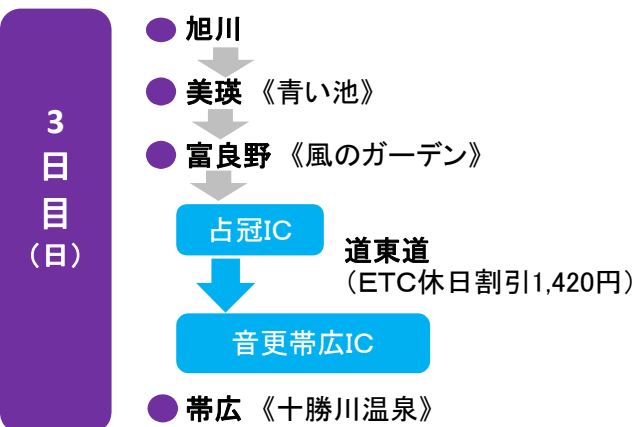 3
日
目
（日）
旭川
美瑛 《青い池》
富良野 《風のガーデン》
占冠IC
道東道
（ETC休日割引1,420円）
音更帯広IC
帯広 《十勝川温泉》